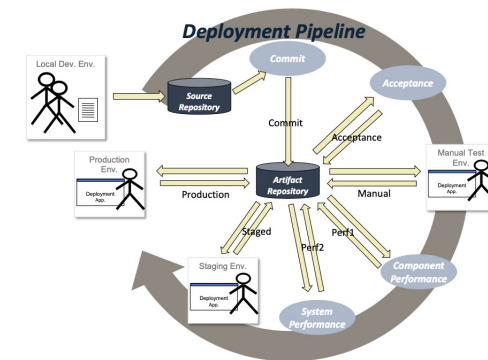 Deployment Pipeline
Local Dev. Env.
Commit
Source
Repository
Acceptance
Commit
Acceptance
Production
Env.
Deployment
App.
Manual Test
Env.
Deployment
App.
Artifact
Repository
Production
Manual
Staged
Perf2
Perf1
Staging Env.
Deployment
App.
Component
Performance
System
Performance